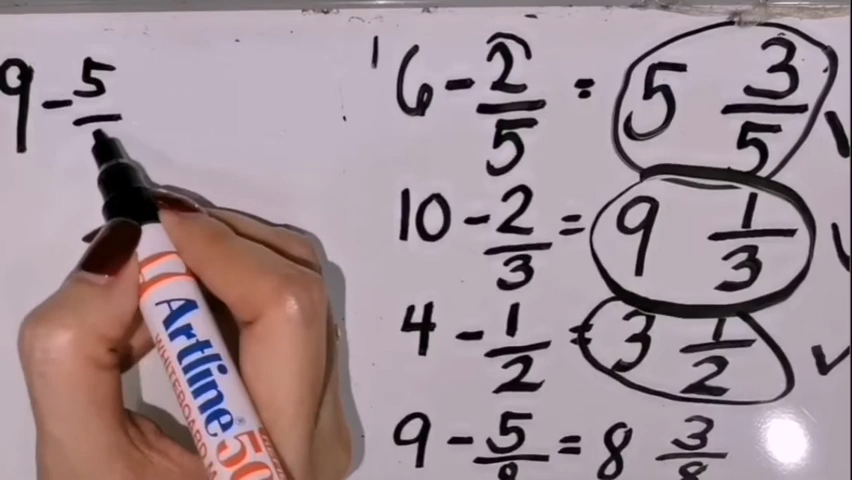 9 - 5/
6 - 2/5 = 5 3/5 ✓
10 - 2/3 = 9 1/3 ✓
4 - 1/2 = 3 1/2 ✓
9 - 5/8 = 8 3/8
Artline 50
WHITEBOARD M